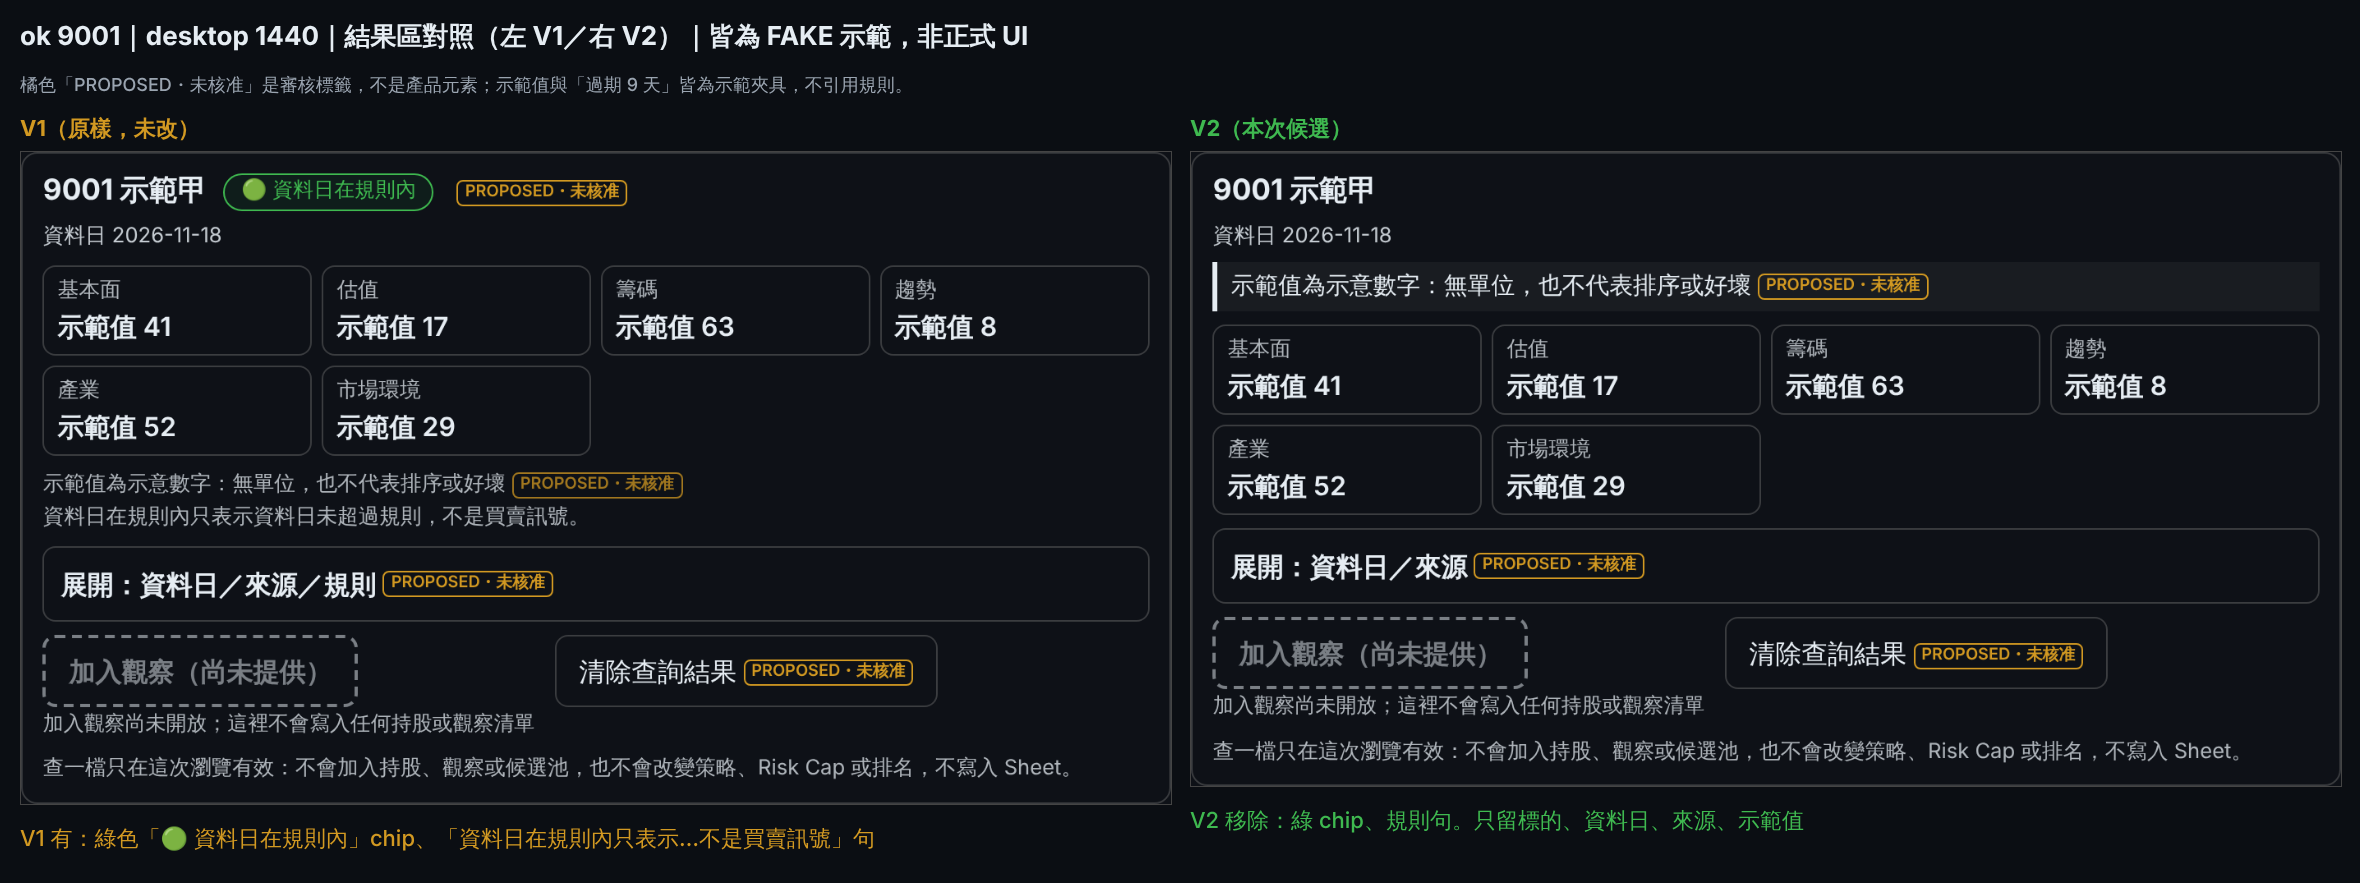 ok 9001｜desktop 1440｜結果區對照（左 V1／右 V2）｜皆為 FAKE 示範，非正式 UI
橘色「PROPOSED・未核准」是審核標籤，不是產品元素；示範值與「過期 9 天」皆為示範夾具，不引用規則。
V1（原樣，未改）
9001 示範甲 🟢 資料日在規則內 PROPOSED・未核准
資料日 2026-11-18
基本面 估值 籌碼 趨勢
示範值 41 示範值 17 示範值 63 示範值 8
產業 市場環境
示範值 52 示範值 29
示範值為示意數字：無單位，也不代表排序或好壞 PROPOSED・未核准
資料日在規則內只表示資料日未超過規則，不是買賣訊號。
展開：資料日／來源／規則 PROPOSED・未核准
加入觀察（尚未提供） 清除查詢結果 PROPOSED・未核准
加入觀察尚未開放；這裡不會寫入任何持股或觀察清單
查一檔只在這次瀏覽有效：不會加入持股、觀察或候選池，也不會改變策略、Risk Cap 或排名，不寫入 Sheet。
V1 有：綠色「🟢 資料日在規則內」chip、「資料日在規則內只表示…不是買賣訊號」句
V2（本次候選）
9001 示範甲
資料日 2026-11-18
示範值為示意數字：無單位，也不代表排序或好壞 PROPOSED・未核准
基本面 估值 籌碼 趨勢
示範值 41 示範值 17 示範值 63 示範值 8
產業 市場環境
示範值 52 示範值 29
展開：資料日／來源 PROPOSED・未核准
加入觀察（尚未提供） 清除查詢結果 PROPOSED・未核准
加入觀察尚未開放；這裡不會寫入任何持股或觀察清單
查一檔只在這次瀏覽有效：不會加入持股、觀察或候選池，也不會改變策略、Risk Cap 或排名，不寫入 Sheet。
V2 移除：綠 chip、規則句。只留標的、資料日、來源、示範值